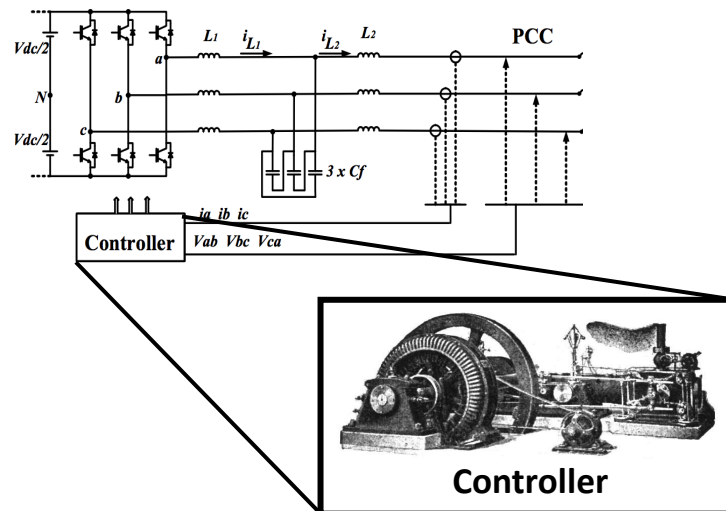 L1 iL1 iL2 L2 PCC
Vdc/2
a
N b
Vdc/2 c
3 x Cf
ia ib ic
Controller
Vab Vbc Vca
Controller